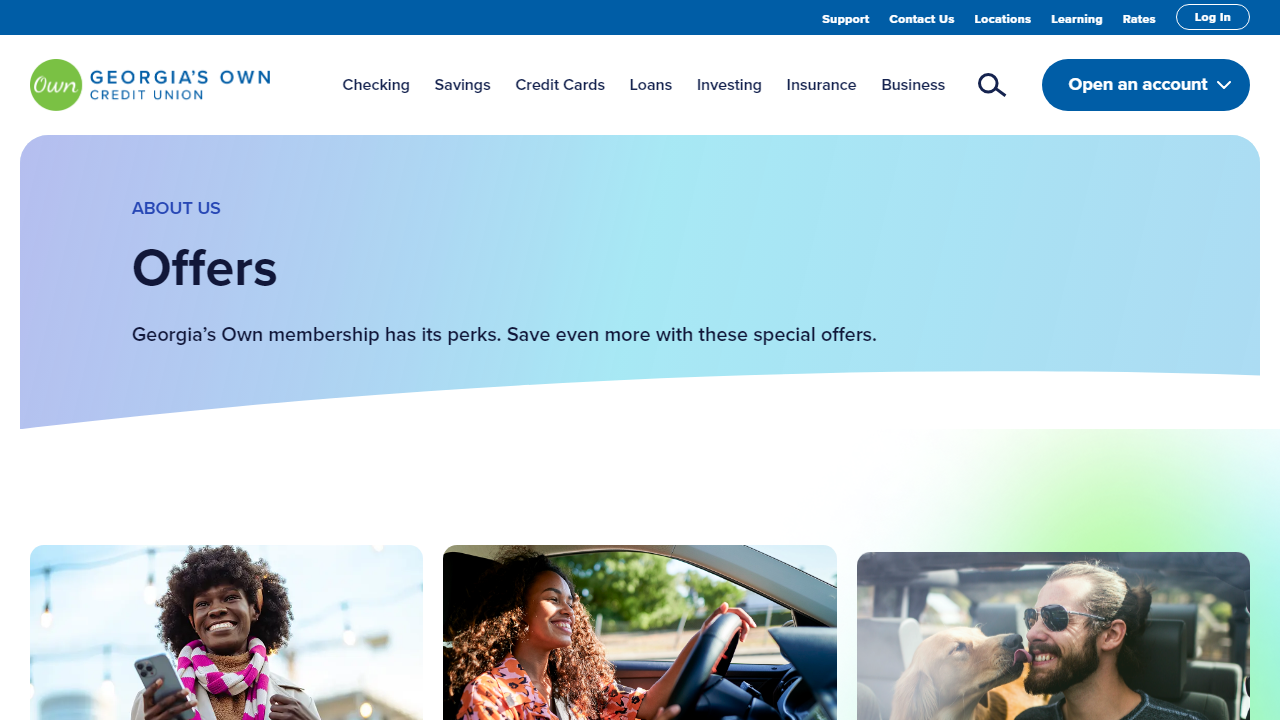 Support Contact Us Locations Learning Rates Log In
Own GEORGIA'S OWN
CREDIT UNION
Checking Savings Credit Cards Loans Investing Insurance Business Open an account
ABOUT US
Offers
Georgia’s Own membership has its perks. Save even more with these special offers.